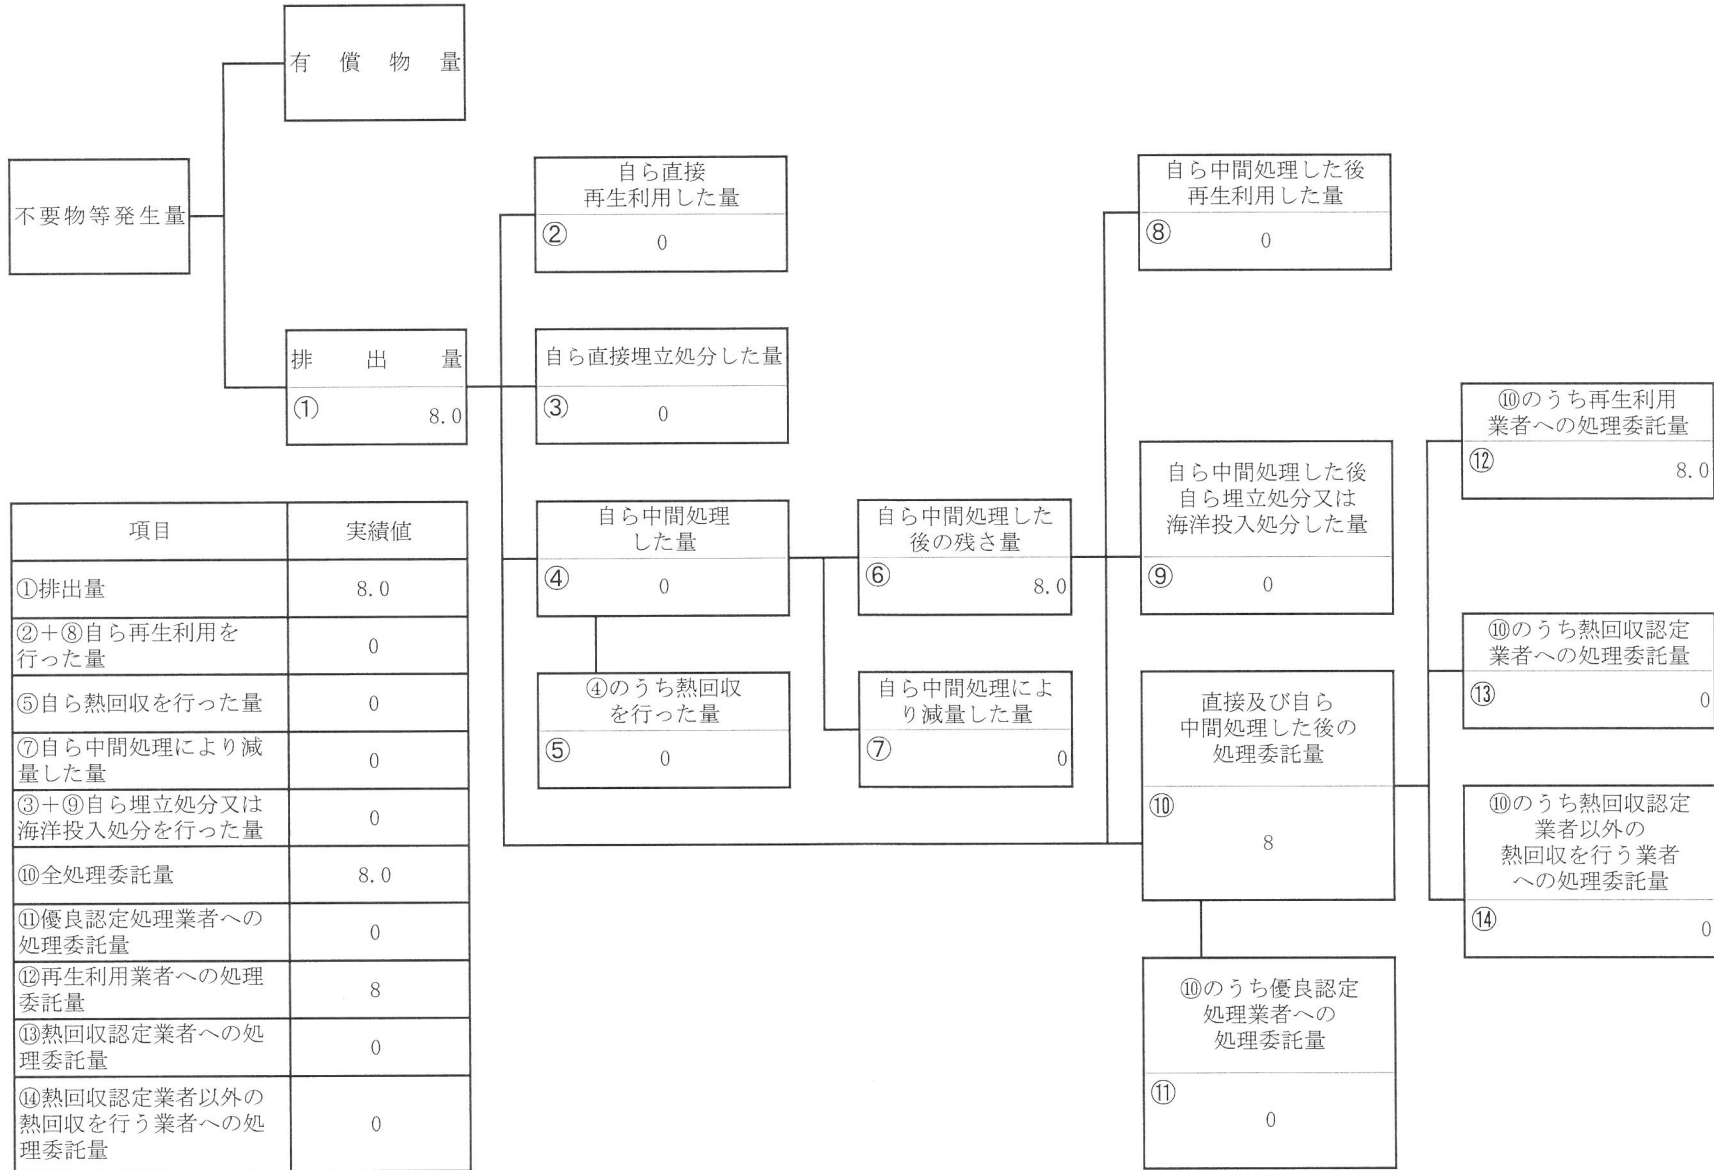 有償物量
不要物等発生量
排出量
①
8.0
自ら直接
再生利用した量
②
0
自ら直接埋立処分した量
③
0
自ら中間処理
した量
④
0
④のうち熱回収
を行った量
⑤
0
自ら中間処理した
後の残さ量
⑥
8.0
自ら中間処理によ
り減量した量
⑦
0
自ら中間処理した後
再生利用した量
⑧
0
自ら中間処理した後
自ら埋立処分又は
海洋投入処分した量
⑨
0
直接及び自ら
中間処理した後の
処理委託量
⑩
8
⑩のうち優良認定
処理業者への
処理委託量
⑪
0
⑩のうち再生利用
業者への処理委託量
⑫
8.0
⑩のうち熱回収認定
業者への処理委託量
⑬
0
⑩のうち熱回収認定
業者以外の
熱回収を行う業者
への処理委託量
⑭
0
項目 実績値
①排出量 8.0
②+⑧自ら再生利用を
行った量 0
⑤自ら熱回収を行った量 0
⑦自ら中間処理により減
量した量 0
③+⑨自ら埋立処分又は
海洋投入処分を行った量 0
⑩全処理委託量 8.0
⑪優良認定処理業者への
処理委託量 0
⑫再生利用業者への処理
委託量 8
⑬熱回収認定業者への処
理委託量 0
⑭熱回収認定業者以外の
熱回収を行う業者への処
理委託量 0